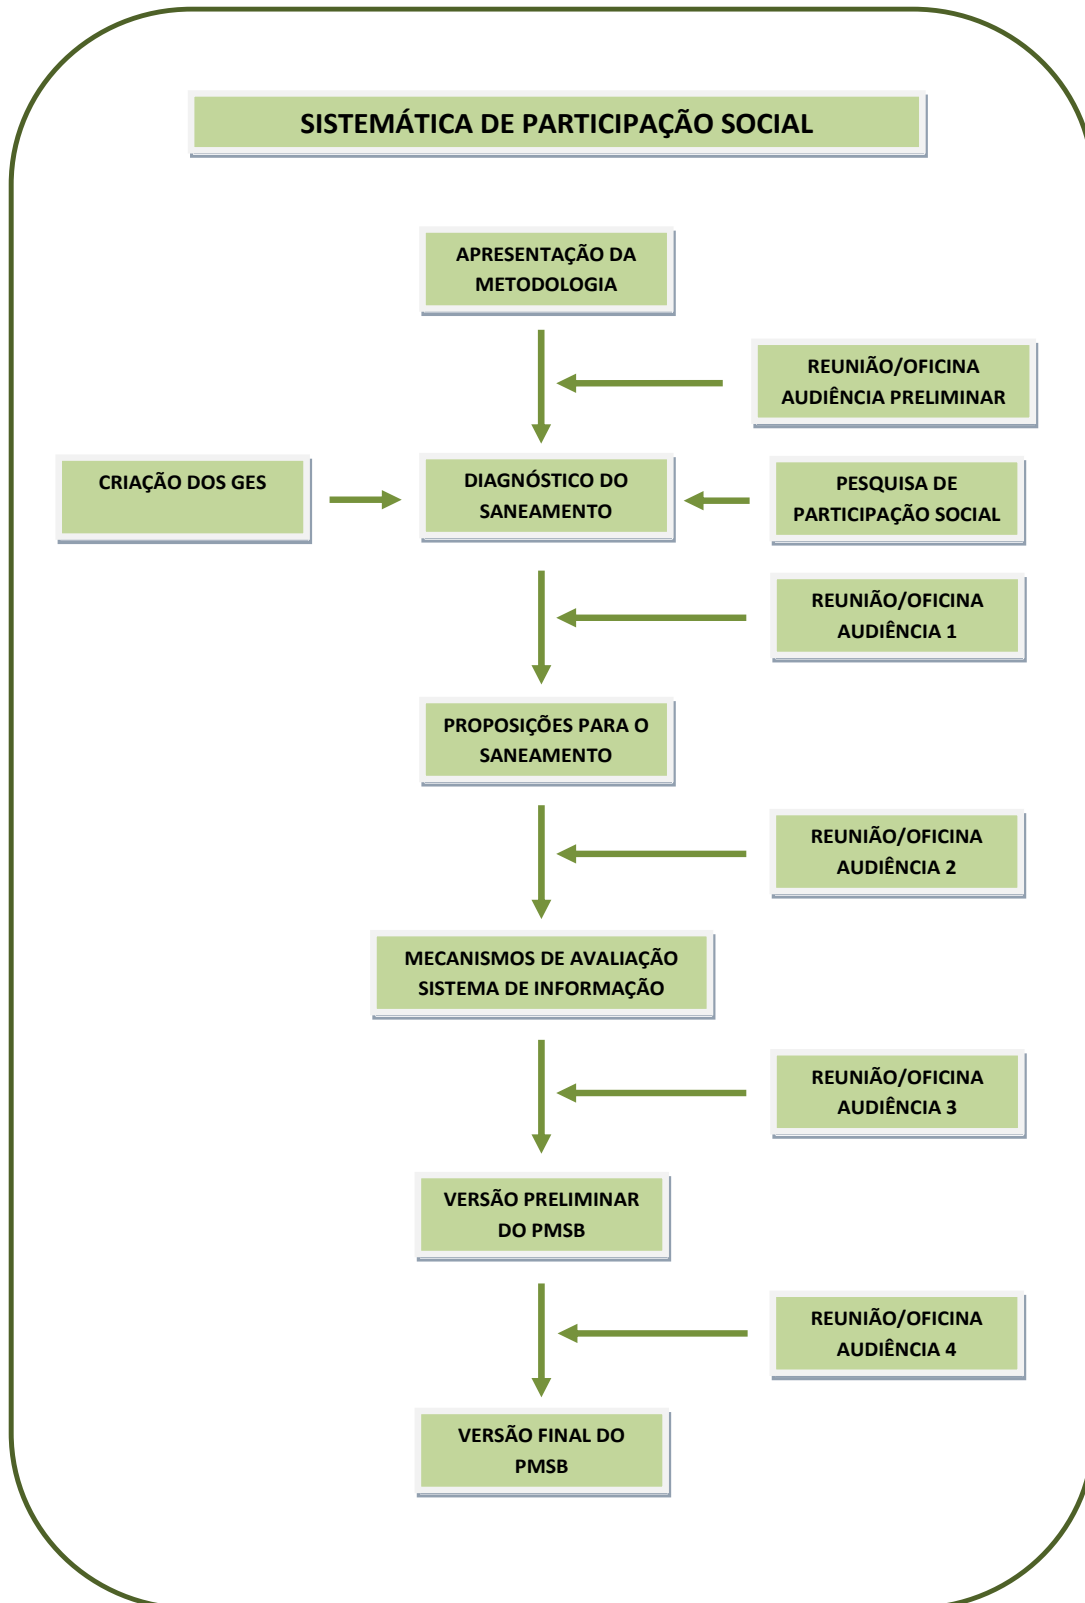 SISTEMÁTICA DE PARTICIPAÇÃO SOCIAL
APRESENTAÇÃO DA
METODOLOGIA
REUNIÃO/OFICINA
AUDIÊNCIA PRELIMINAR
CRIAÇÃO DOS GES
DIAGNÓSTICO DO
SANEAMENTO
PESQUISA DE
PARTICIPAÇÃO SOCIAL
REUNIÃO/OFICINA
AUDIÊNCIA 1
PROPOSIÇÕES PARA O
SANEAMENTO
REUNIÃO/OFICINA
AUDIÊNCIA 2
MECANISMOS DE AVALIAÇÃO
SISTEMA DE INFORMAÇÃO
REUNIÃO/OFICINA
AUDIÊNCIA 3
VERSÃO PRELIMINAR
DO PMSB
REUNIÃO/OFICINA
AUDIÊNCIA 4
VERSÃO FINAL DO
PMSB